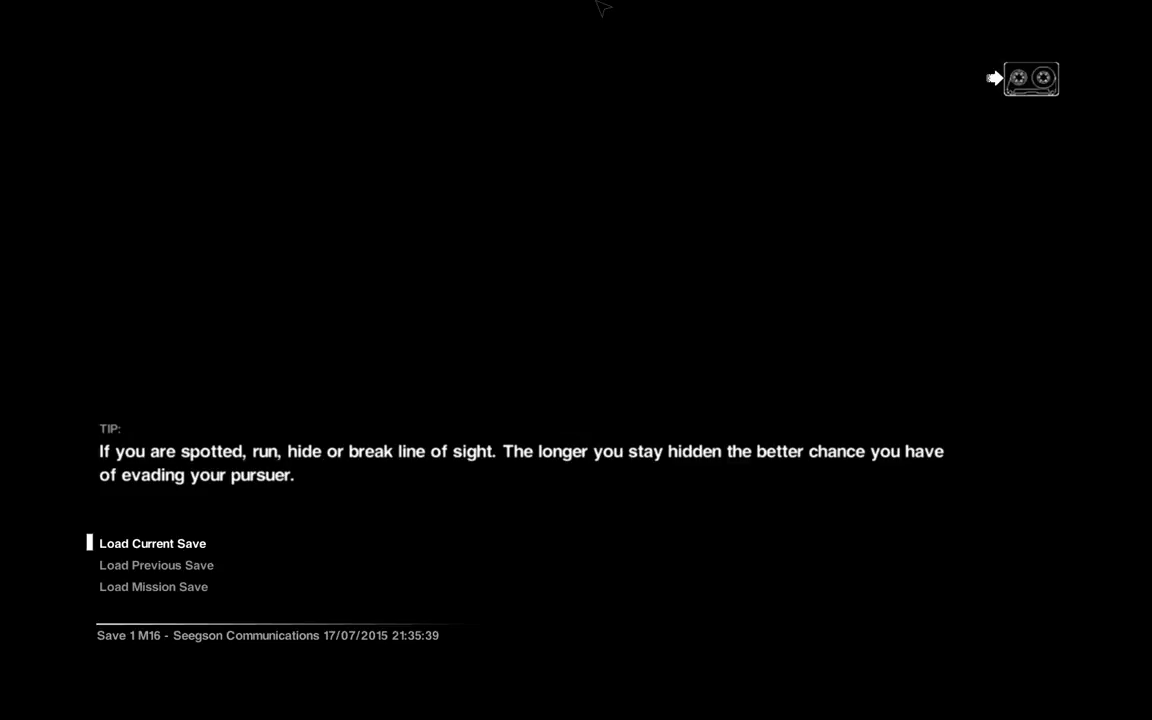 TIP:
If you are spotted, run, hide or break line of sight. The longer you stay hidden the better chance you have
of evading your pursuer.
Load Current Save
Load Previous Save
Load Mission Save
Save 1 M16 - Seegson Communications 17/07/2015 21:35:39